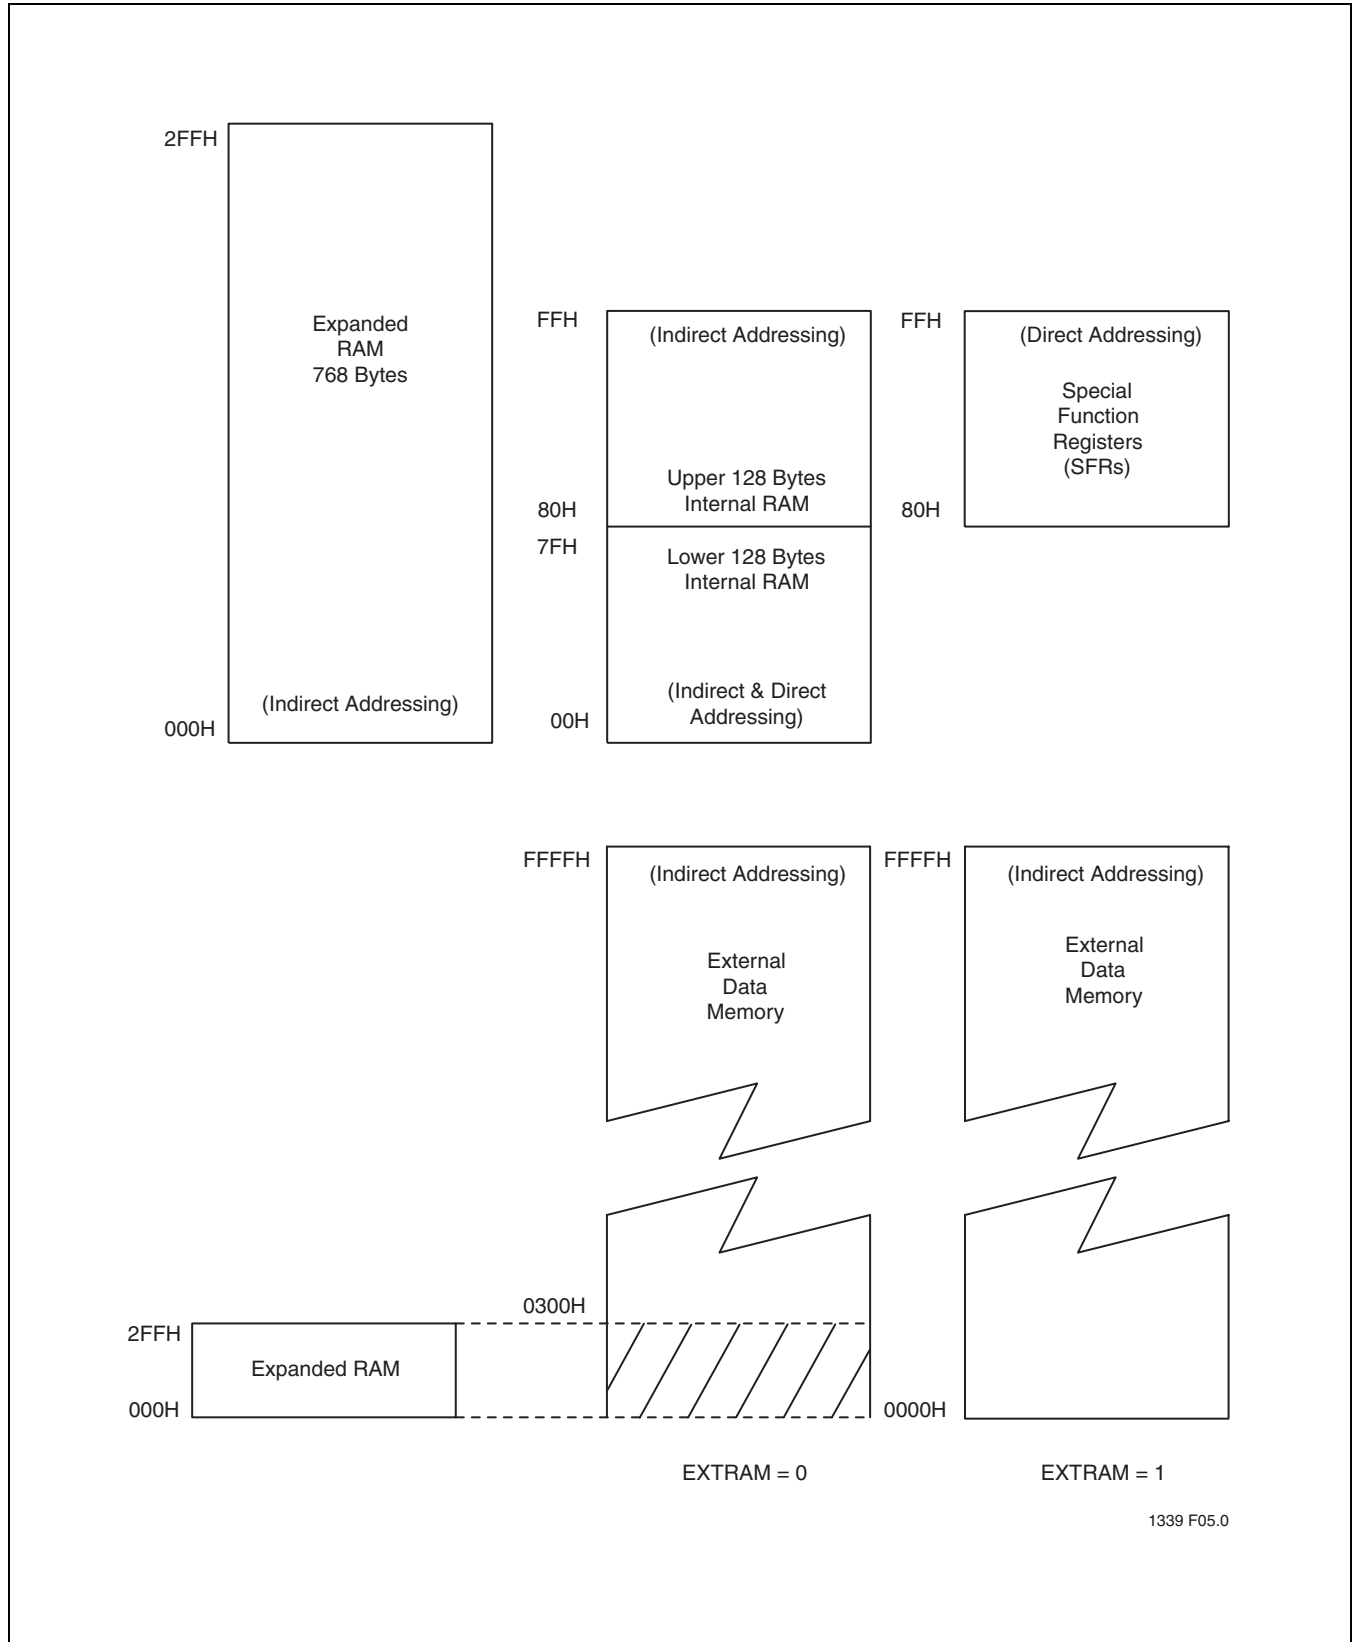 2FFH
Expanded
RAM
768 Bytes
(Indirect Addressing)
000H
FFH
(Indirect Addressing)
Upper 128 Bytes
Internal RAM
80H
7FH
Lower 128 Bytes
Internal RAM
(Indirect & Direct
Addressing)
00H
FFH
(Direct Addressing)
Special
Function
Registers
(SFRs)
80H
FFFFH
(Indirect Addressing)
External
Data
Memory
FFFFH
(Indirect Addressing)
External
Data
Memory
2FFH
Expanded RAM
000H
0300H
0000H
EXTRAM = 0
EXTRAM = 1
1339 F05.0